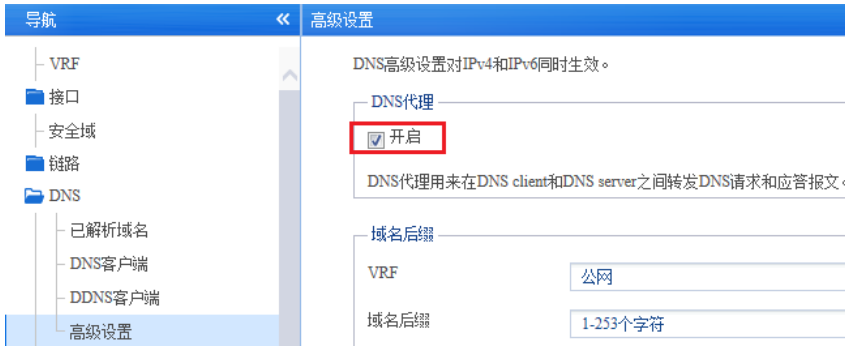 导航 «
VRF
接口
安全域
链路
DNS
已解析域名
DNS客户端
DDNS客户端
高级设置
高级设置
DNS高级设置对IPv4和IPv6同时生效。
DNS代理
开启
DNS代理用来在DNS client和DNS server之间转发DNS请求和应答报文。
域名后缀
VRF 公网
域名后缀 1-253个字符